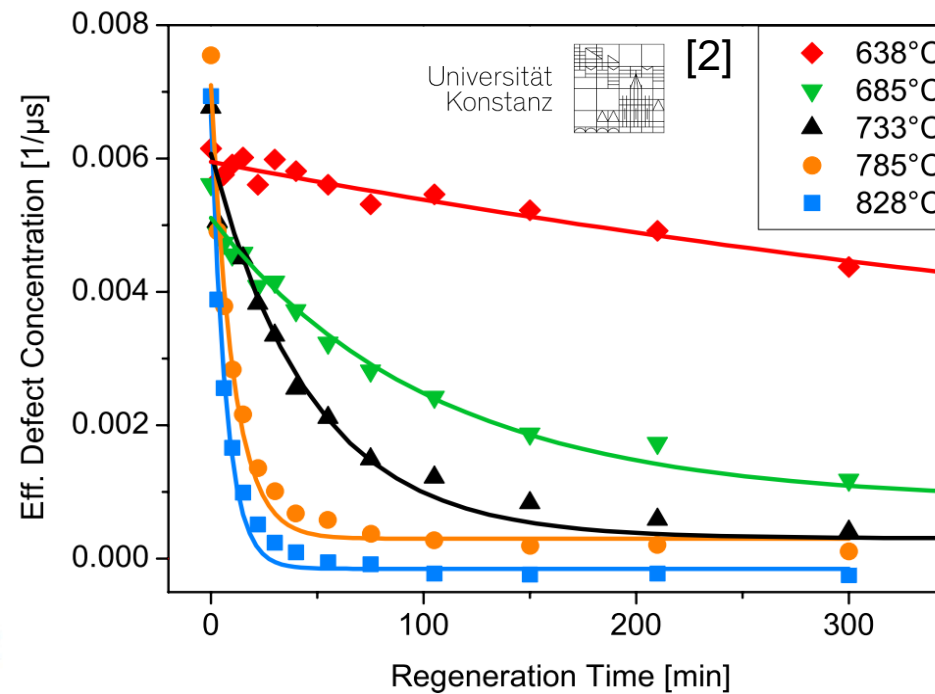 0.008
0.006
0.004
0.002
0.000
Eff. Defect Concentration [1/µs]
Universität
Konstanz
[2]
638°C
685°C
733°C
785°C
828°C
0
100
200
300
Regeneration Time [min]